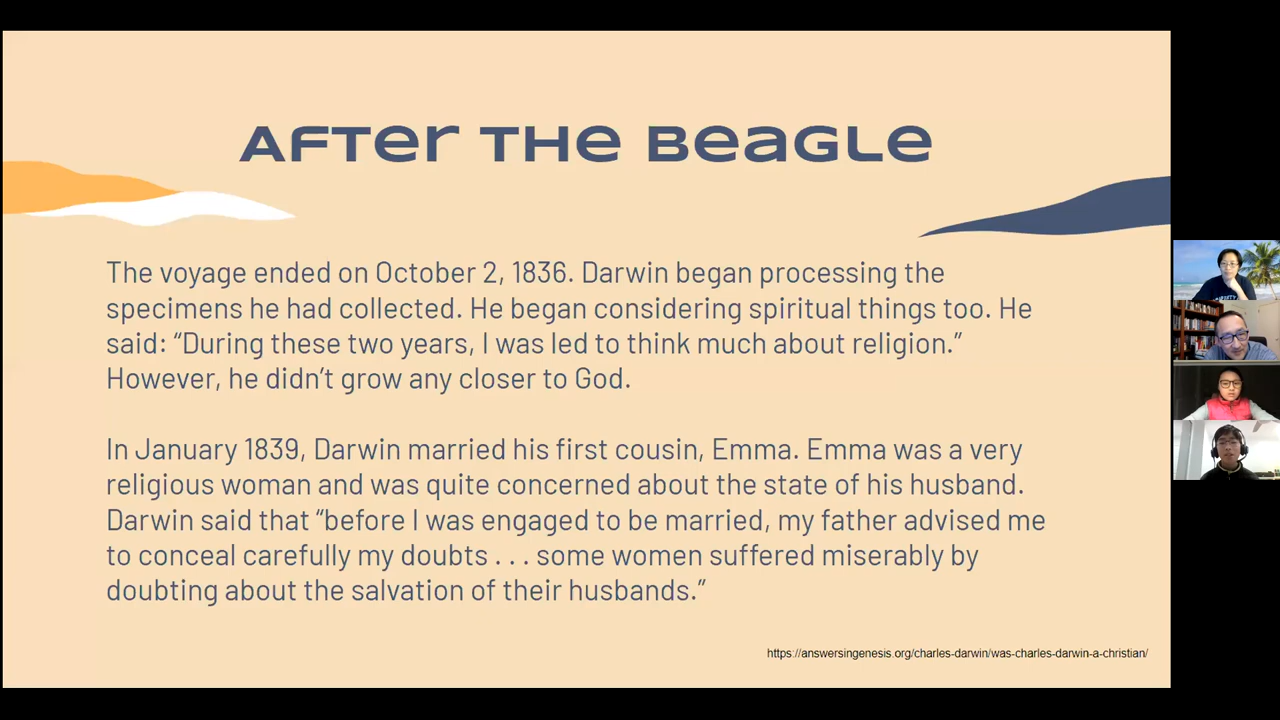 After the Beagle
The voyage ended on October 2, 1836. Darwin began processing the
specimens he had collected. He began considering spiritual things too. He
said: “During these two years, I was led to think much about religion.”
However, he didn’t grow any closer to God.
In January 1839, Darwin married his first cousin, Emma. Emma was a very
religious woman and was quite concerned about the state of his husband.
Darwin said that “before I was engaged to be married, my father advised me
to conceal carefully my doubts . . . some women suffered miserably by
doubting about the salvation of their husbands.”
https://answersingenesis.org/charles-darwin/was-charles-darwin-a-christian/